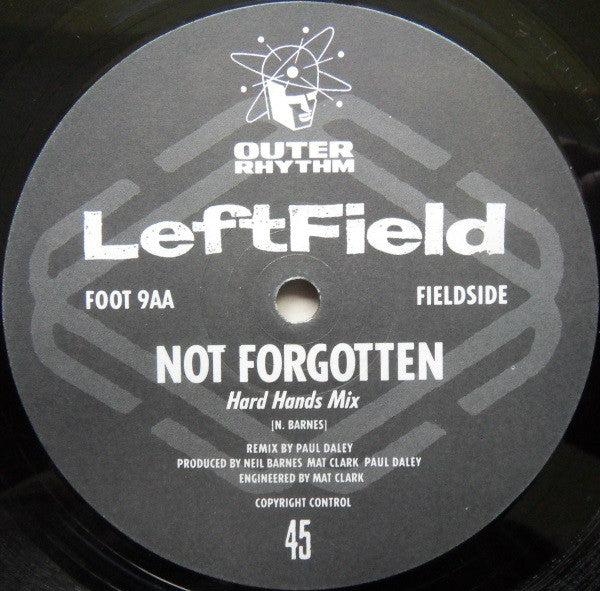 OUTER
RHYTHM
LeftField
FOOT 9AA FIELDSIDE
NOT FORGOTTEN
Hard Hands Mix
[N. BARNES]
REMIX BY PAUL DALEY
PRODUCED BY NEIL BARNES MAT CLARK PAUL DALEY
ENGINEERED BY MAT CLARK
COPYRIGHT CONTROL
45